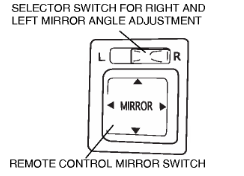 SELECTOR SWITCH FOR RIGHT AND
LEFT MIRROR ANGLE ADJUSTMENT
L R
MIRROR
REMOTE CONTROL MIRROR SWITCH